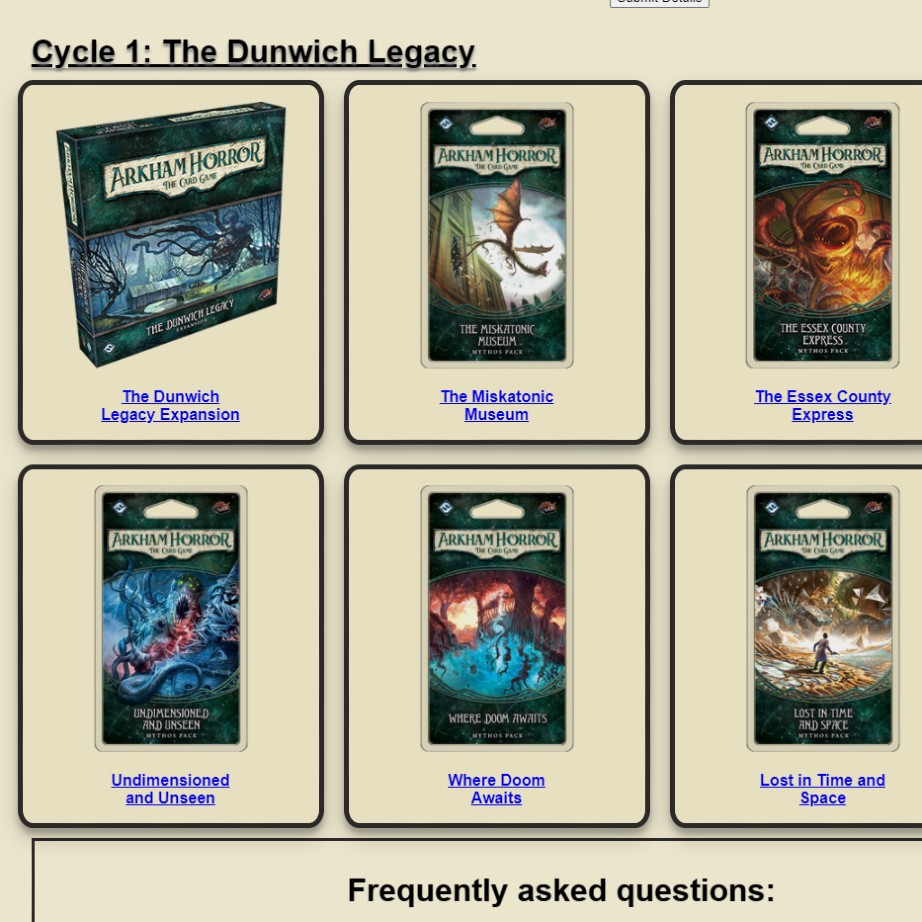 Submit Details
Cycle 1: The Dunwich Legacy
ARKHAM HORROR
THE CARD GAME
THE DUNWICH LEGACY
EXPANSION
The Dunwich
Legacy Expansion
ARKHAM HORROR
THE CARD GAME
THE MISKATONIC
MUSEUM
MYTHOS PACK
The Miskatonic
Museum
ARKHAM HORROR
THE CARD GAME
THE ESSEX COUNTY
EXPRESS
MYTHOS PACK
The Essex County
Express
ARKHAM HORROR
THE CARD GAME
UNDIMENSIONED
AND UNSEEN
MYTHOS PACK
Undimensioned
and Unseen
ARKHAM HORROR
THE CARD GAME
WHERE DOOM AWAITS
MYTHOS PACK
Where Doom
Awaits
ARKHAM HORROR
THE CARD GAME
LOST IN TIME
AND SPACE
MYTHOS PACK
Lost in Time and
Space
Frequently asked questions: